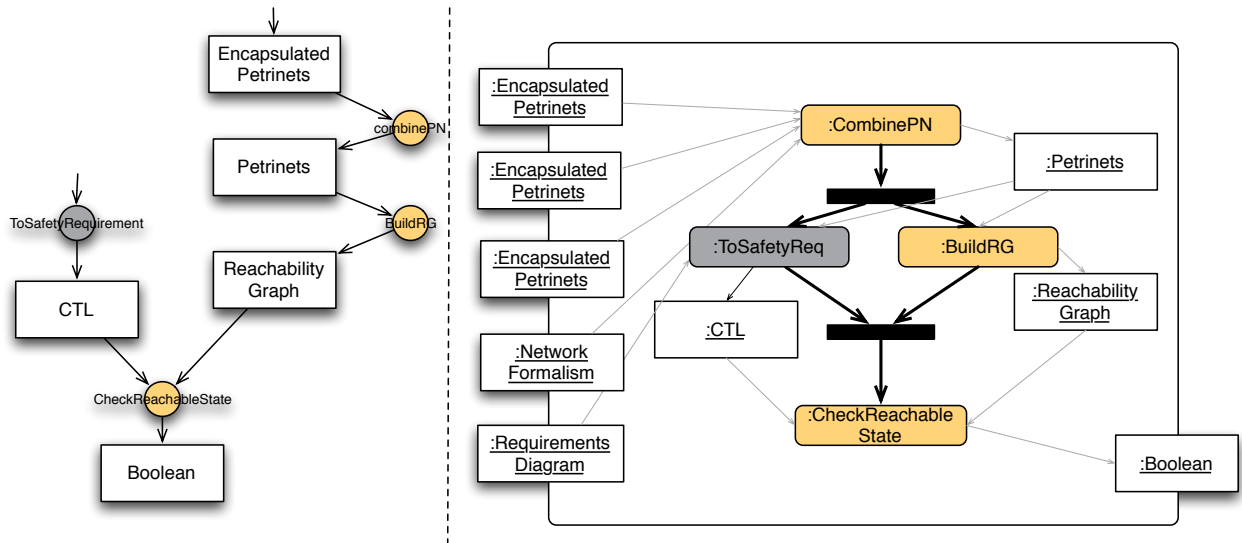 Encapsulated
Petrinets
combinePN
Petrinets
ToSafetyRequirement
BuildRG
Reachability
Graph
CTL
CheckReachableState
Boolean
:Encapsulated
Petrinets
:Encapsulated
Petrinets
:Encapsulated
Petrinets
:Network
Formalism
:Requirements
Diagram
:CombinePN
:Petrinets
:ToSafetyReq
:BuildRG
:CTL
:Reachability
Graph
:CheckReachable
State
:Boolean